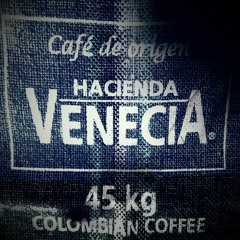 Café de origen
HACIENDA
VENECIA®
45 kg
COLOMBIAN COFFEE